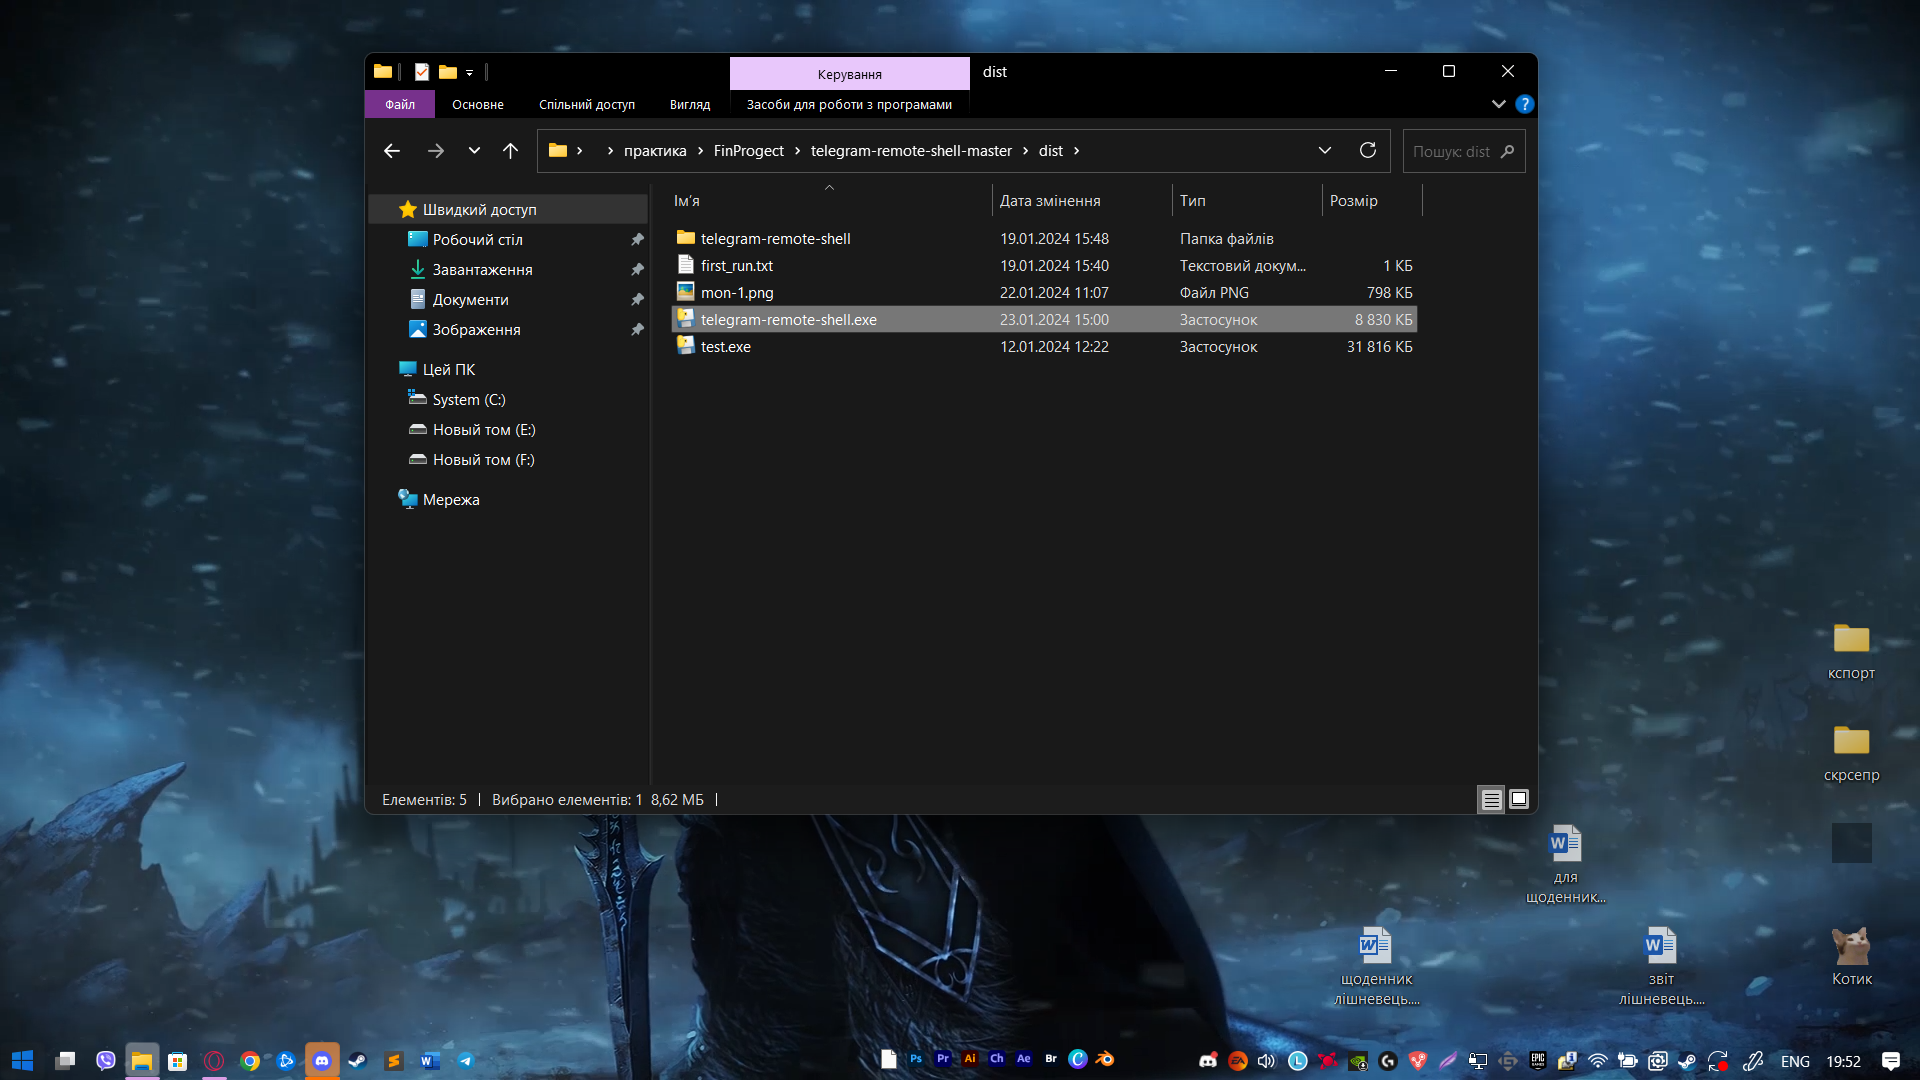 Керування
dist
Файл
Основне
Спільний доступ
Вигляд
Засоби для роботи з програмами
?
практика
FinProgect
telegram-remote-shell-master
dist
Пошук: dist
Швидкий доступ
Робочий стіл
Завантаження
Документи
Зображення
Цей ПК
System (C:)
Новый том (E:)
Новый том (F:)
Мережа
Ім'я Дата змінення Тип Розмір
telegram-remote-shell 19.01.2024 15:48 Папка файлів
first_run.txt 19.01.2024 15:40 Текстовий докум... 1 КБ
mon-1.png 22.01.2024 11:07 Файл PNG 798 КБ
telegram-remote-shell.exe 23.01.2024 15:00 Застосунок 8 830 КБ
test.exe 12.01.2024 12:22 Застосунок 31 816 КБ
Елементів: 5
Вибрано елементів: 1 8,62 МБ
кспорт
скрсепр
для
щоденник...
щоденник
лішневець....
звіт
лішневець....
Котик
Ps Pr Ai Ch Ae Br
ENG 19:52